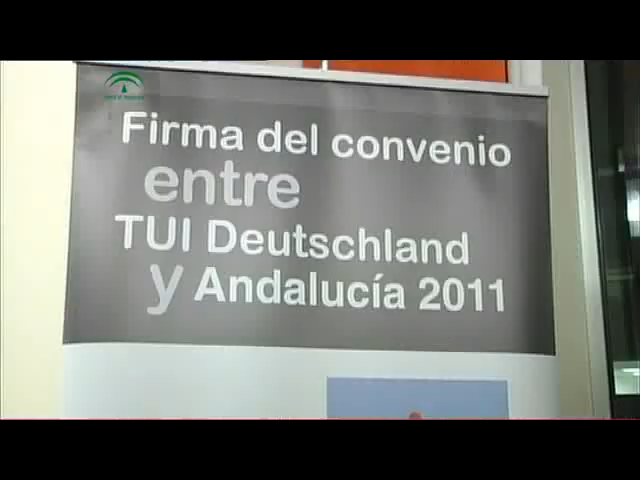 Firma del convenio
entre
TUI Deutschland
y Andalucía 2011